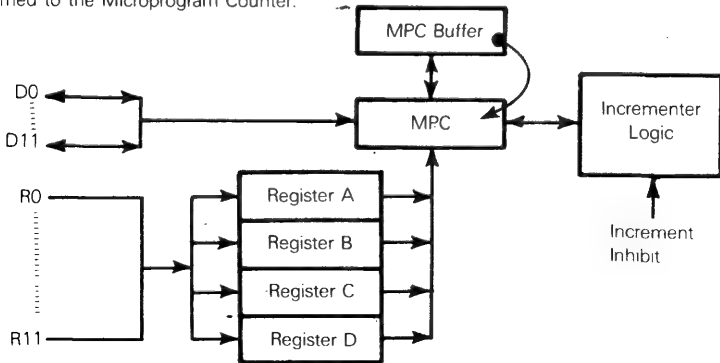 rned to the Microprogram Counter.
MPC Buffer
D0
D11
MPC
Incrementer
Logic
R0
Register A
Register B
Register C
Register D
R11
Increment
Inhibit